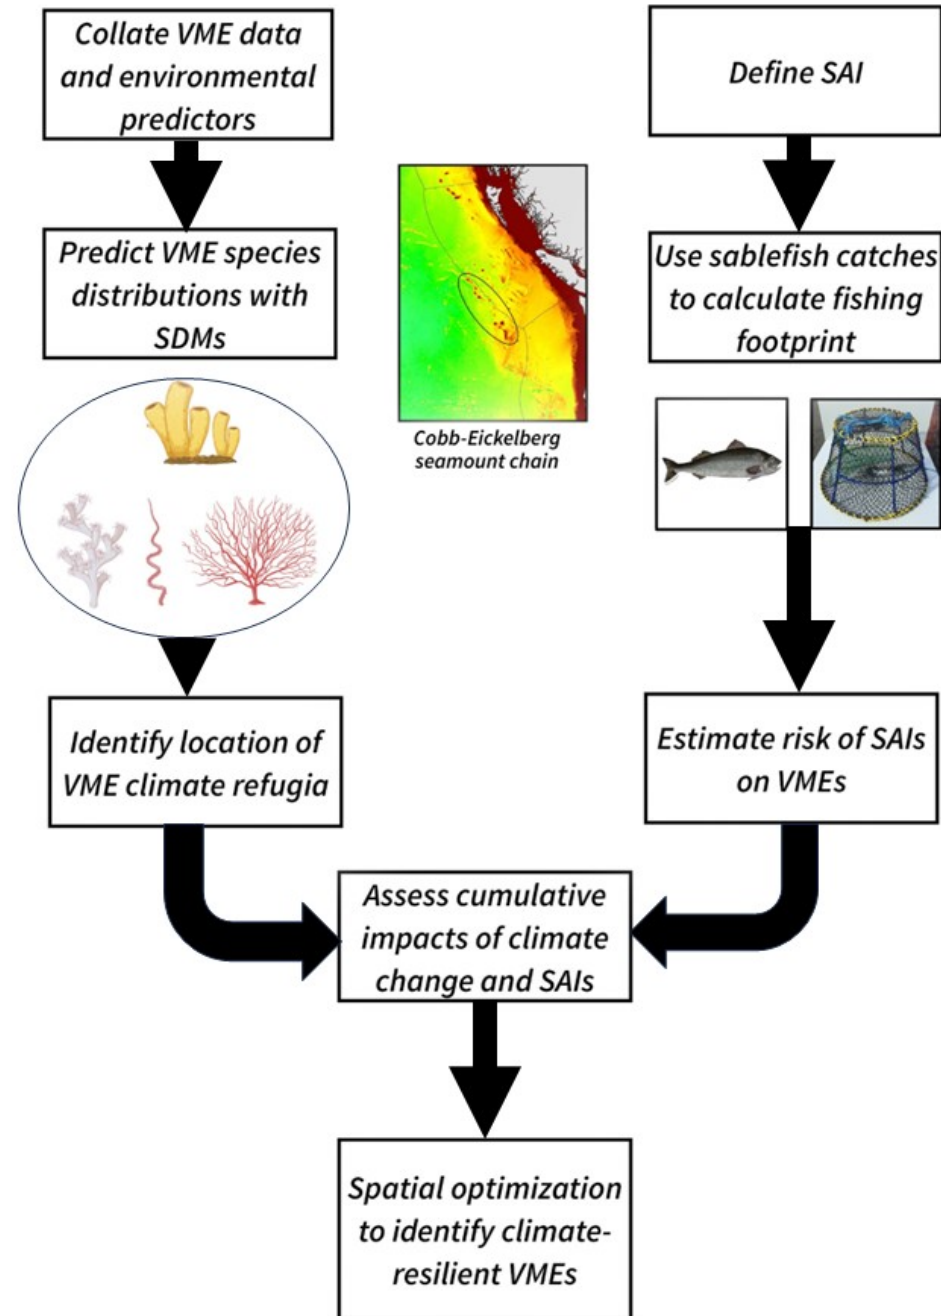 Collate VME data
and environmental
predictors
Define SAI
Predict VME species
distributions with
SDMs
Use sablefish catches
to calculate fishing
footprint
Cobb-Eickelberg
seamount chain
Identify location of
VME climate refugia
Estimate risk of SAIs
on VMEs
Assess cumulative
impacts of climate
change and SAIs
Spatial optimization
to identify climate-
resilient VMEs